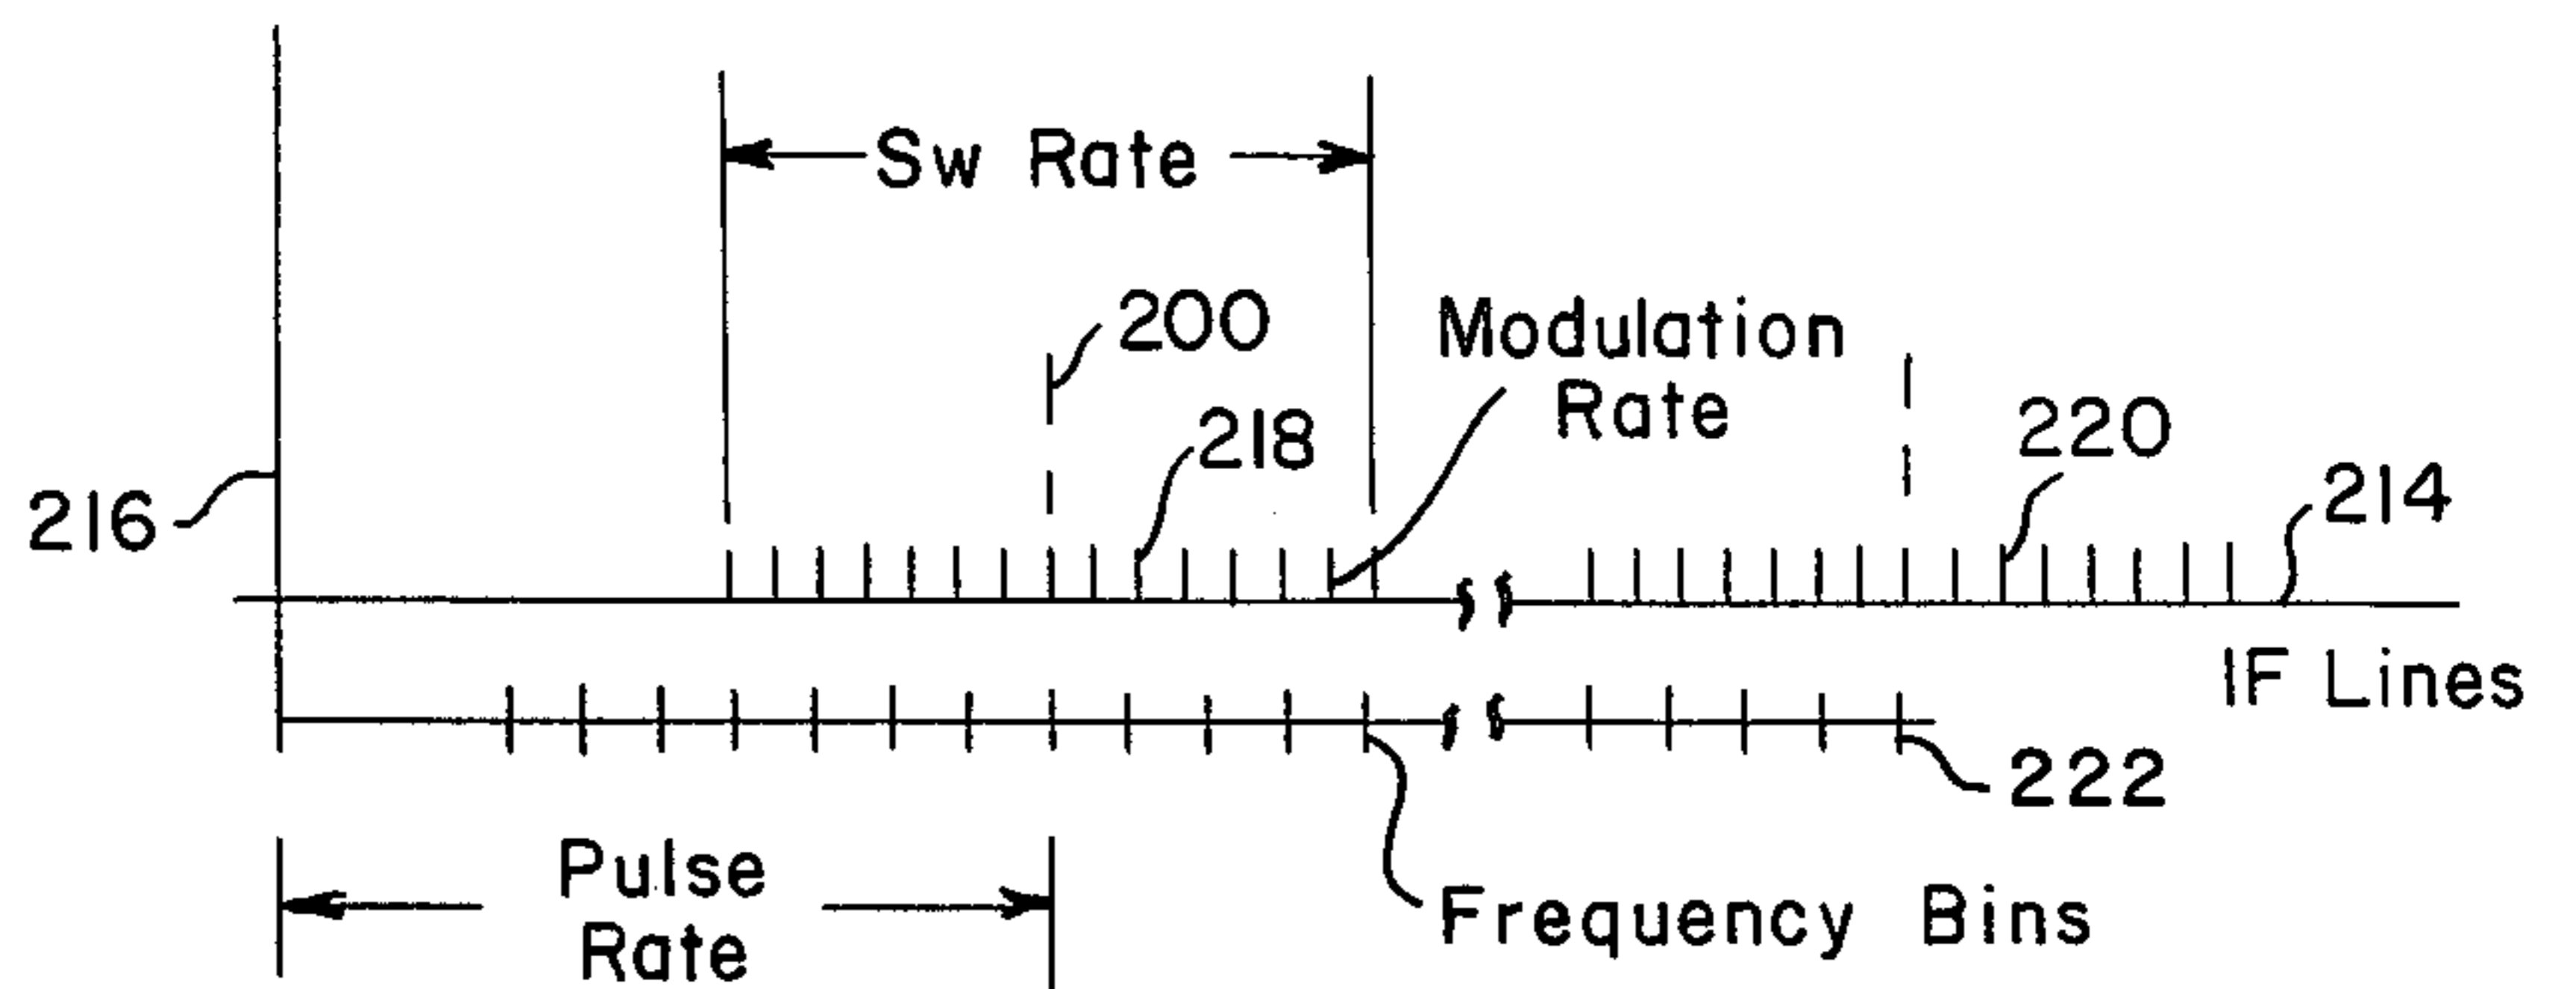 Sw Rate
200
Modulation
Rate
218
220
216
214
IF Lines
222
Pulse
Rate
Frequency Bins